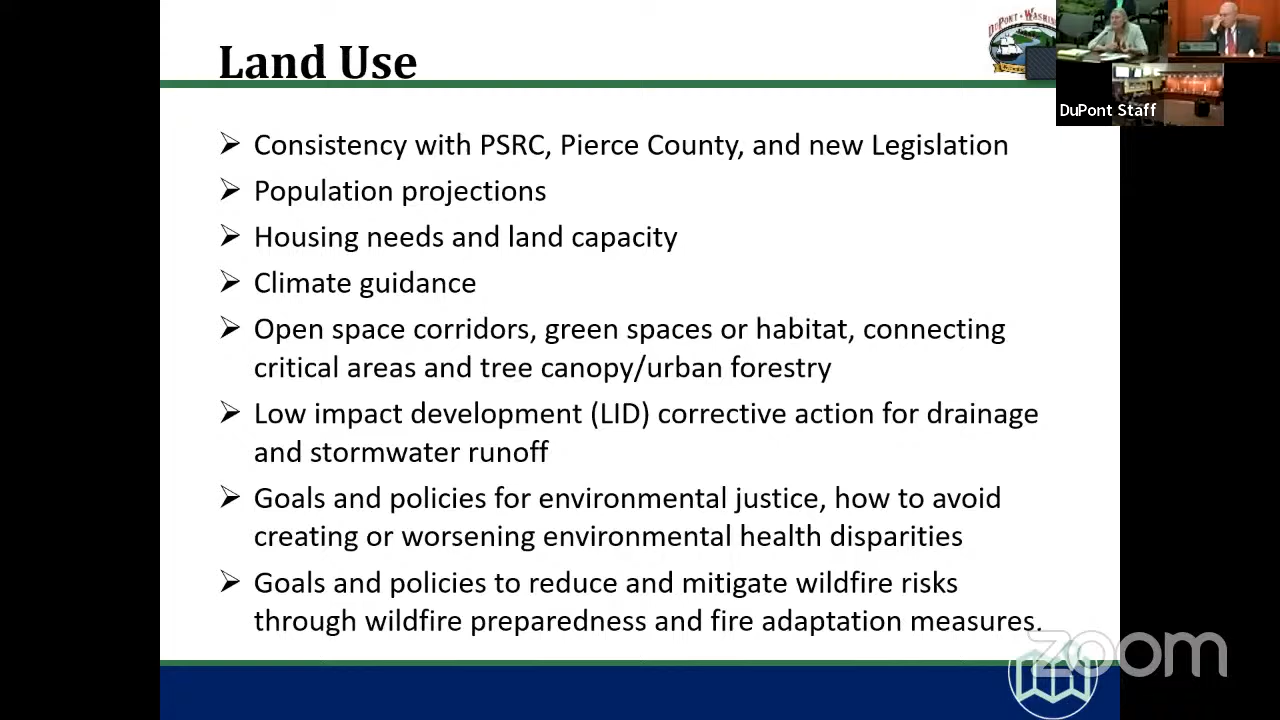 Land Use
DUPONT WASHIN
DuPont Staff
➢ Consistency with PSRC, Pierce County, and new Legislation
➢ Population projections
➢ Housing needs and land capacity
➢ Climate guidance
➢ Open space corridors, green spaces or habitat, connecting
critical areas and tree canopy/urban forestry
➢ Low impact development (LID) corrective action for drainage
and stormwater runoff
➢ Goals and policies for environmental justice, how to avoid
creating or worsening environmental health disparities
➢ Goals and policies to reduce and mitigate wildfire risks
through wildfire preparedness and fire adaptation measures.
zoom